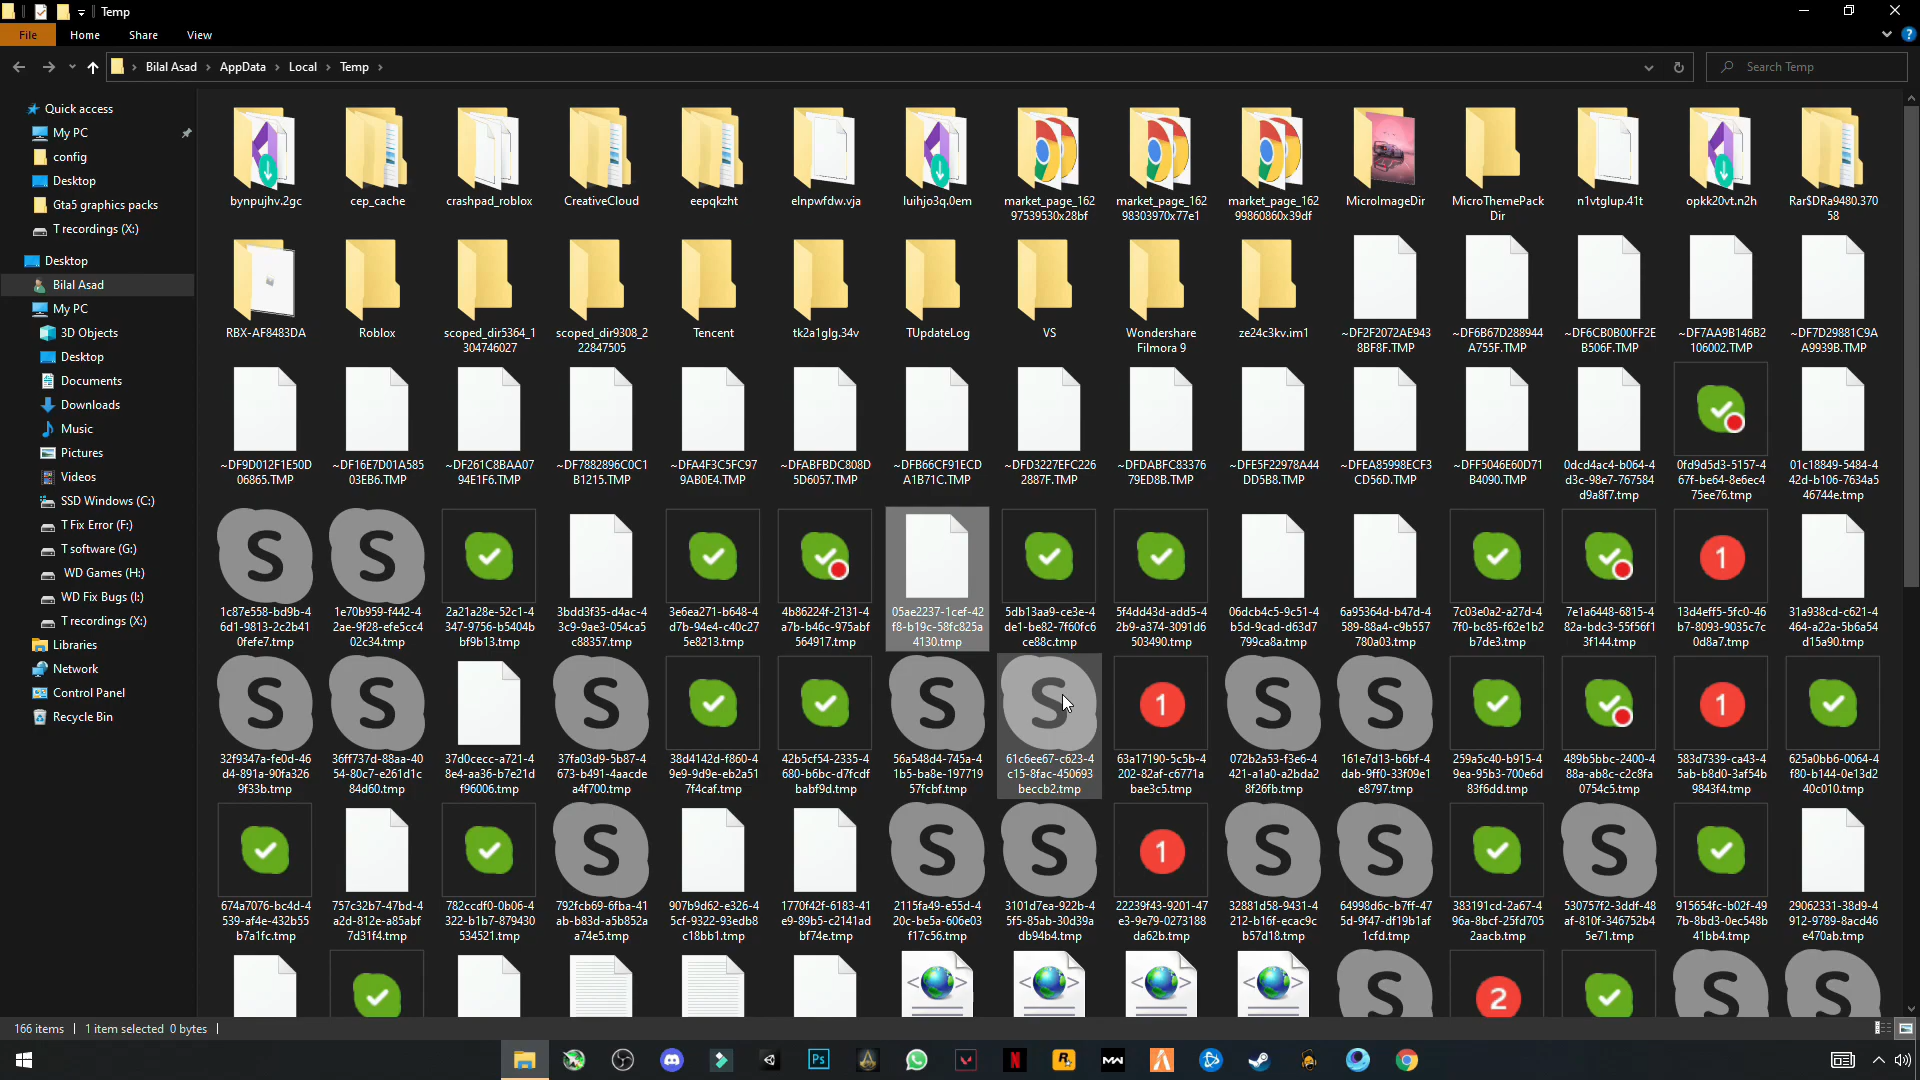 Temp
File
Home
Share
View
Bilal Asad
AppData
Local
Temp
Search Temp
Quick access
My PC
config
Desktop
Gta5 graphics packs
T recordings (X:)
Desktop
Bilal Asad
My PC
3D Objects
Desktop
Documents
Downloads
Music
Pictures
Videos
SSD Windows (C:)
T Fix Error (F:)
T software (G:)
WD Games (H:)
WD Fix Bugs (I:)
T recordings (X:)
Libraries
Network
Control Panel
Recycle Bin
bynpujhv.2gc
cep_cache
crashpad_roblox
CreativeCloud
eepqkzht
elnpwfdw.vja
luihjo3q.0em
market_page_162
97539530x28bf
market_page_162
98303970x77e1
market_page_162
99860860x39df
MicroImageDir
MicroThemePack
Dir
n1vtglup.41t
opkk20vt.n2h
Rar$DRa9480.370
58
RBX-AF8483DA
Roblox
scoped_dir5364_1
304746027
scoped_dir9308_2
22847505
Tencent
tk2a1glg.34v
TUpdateLog
VS
Wondershare
Filmora 9
ze24c3kv.im1
~DF2F2072AE943
8BF8F.TMP
~DF6B67D288944
A755F.TMP
~DF6CB0B00FF2E
B506F.TMP
~DF7AA9B146B2
106002.TMP
~DF7D29881C9A
A9939B.TMP
~DF9D012F1E50D
06865.TMP
~DF16E7D01A585
03EB6.TMP
~DF261C8BAA07
94E1F6.TMP
~DF7882896C0C1
B1215.TMP
~DFA4F3C5FC97
9AB0E4.TMP
~DFABFBDC808D
5D6057.TMP
~DFB66CF91ECD
A1B71C.TMP
~DFD3227EFC226
2887F.TMP
~DFDABFC83376
79ED8B.TMP
~DFE5F22978A44
DD5B8.TMP
~DFEA85998ECF3
CD56D.TMP
~DFF5046E60D71
B4090.TMP
0dcd4ac4-b064-4
d3c-98e7-767584
d9a8f7.tmp
0fd9d5d3-5157-4
67f-be64-8e6ec4
75ee76.tmp
01c18849-5484-4
42d-b106-7634a5
46744e.tmp
1c87e558-bd9b-4
6d1-9813-2c2b41
0fefe7.tmp
1e70b959-f442-4
2ae-9f28-efe5cc4
02c34.tmp
2a21a28e-52c1-4
347-9756-b5404b
bf9b13.tmp
3bdd3f35-d4ac-4
3c9-9ae3-054ca5
c88357.tmp
3e6ea271-b648-4
d7b-94e4-c40c27
5e8213.tmp
4b86224f-2131-4
a7b-b46c-975abf
564917.tmp
05ae2237-1cef-42
f8-b19c-58fc825a
4130.tmp
5db13aa9-ce3e-4
de1-be82-7f60fc6
ce88c.tmp
5f4dd43d-add5-4
2b9-a374-3091d6
503490.tmp
06dcb4c5-9c51-4
b5d-9cad-d63d7
799ca8a.tmp
6a95364d-b47d-4
589-88a4-c9b557
780a03.tmp
7c03e0a2-a27d-4
7f0-bc85-f62e1b2
b7de3.tmp
7e1a6448-6815-4
82a-bdc3-55f56f1
3f144.tmp
13d4eff5-5fc0-46
b7-8093-9035c7c
0d8a7.tmp
31a938cd-c621-4
464-a22a-5b6a54
d15a90.tmp
32f9347a-fe0d-46
d4-891a-90fa326
9f33b.tmp
36ff737d-88aa-40
54-80c7-e261d1c
84d60.tmp
37d0cecc-a721-4
8e4-aa36-b7e21d
f96006.tmp
37fa03d9-5b87-4
673-b491-4aacde
a4f700.tmp
38d4142d-f860-4
9e9-9d9e-eb2a51
7f4caf.tmp
42b5cf54-2335-4
680-b6bc-d7fcdf
babf9d.tmp
56a548d4-745a-4
1b5-ba8e-197719
57fcbf.tmp
61c6ee67-c623-4
c15-8fac-450693
beccb2.tmp
63a17190-5c5b-4
202-82af-c6771a
bae3c5.tmp
072b2a53-f3e6-4
421-a1a0-a2bda2
8f26fb.tmp
161e7d13-b6bf-4
dab-9ff0-33f09e1
e8797.tmp
259a5c40-b915-4
9ea-95b3-700e6d
83f6dd.tmp
489b5bbc-2400-4
88a-ab8c-c2c8fa
0754c5.tmp
583d7339-ca43-4
5ab-b8d0-3af54b
9843f4.tmp
625a0bb6-0064-4
f80-b144-0e13d2
40c010.tmp
674a7076-bc4d-4
539-af4e-432b55
b7a1fc.tmp
757c32b7-47bd-4
a2d-812e-a85abf
7d31f4.tmp
782ccdf0-0b06-4
322-b1b7-879430
534521.tmp
792fcb69-6fba-41
ab-b83d-a5b852a
a74e5.tmp
907b9d62-e326-4
5cf-9322-93edb8
c18bb1.tmp
1770f42f-6183-41
e9-89b5-c2141ad
bf74e.tmp
2115fa49-e55d-4
20c-be5a-606e03
f17c56.tmp
3101d7ea-922b-4
5f5-85ab-30d39a
db94b4.tmp
22239f43-9201-47
e3-9e79-0273188
da62b.tmp
32881d58-9431-4
212-b16f-ecac9c
b57d18.tmp
64998d6c-b7ff-47
5d-9f47-df19b1af
1cfd.tmp
383191cd-2a67-4
96a-8bcf-25fd705
2aacb.tmp
530757f2-3ddf-48
af-810f-346752b4
5e71.tmp
915654fc-b02f-49
7b-8bd3-0ec548b
41bb4.tmp
29062331-38d9-4
912-9789-8acd46
e470ab.tmp
166 items
1 item selected 0 bytes